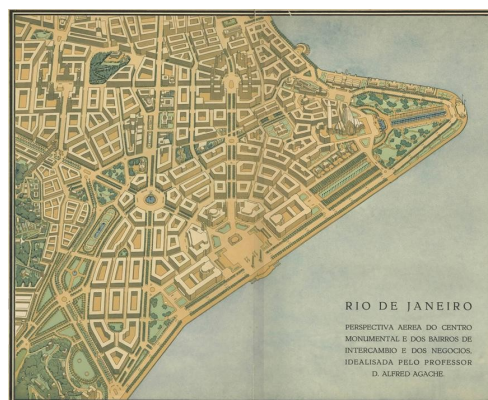 RIO DE JANEIRO
PERSPECTIVA AEREA DO CENTRO
MONUMENTAL E DOS BAIRROS DE
INTERCAMBIO E DOS NEGOCIOS,
IDEALISADA PELO PROFESSOR
D. ALFRED AGACHE.